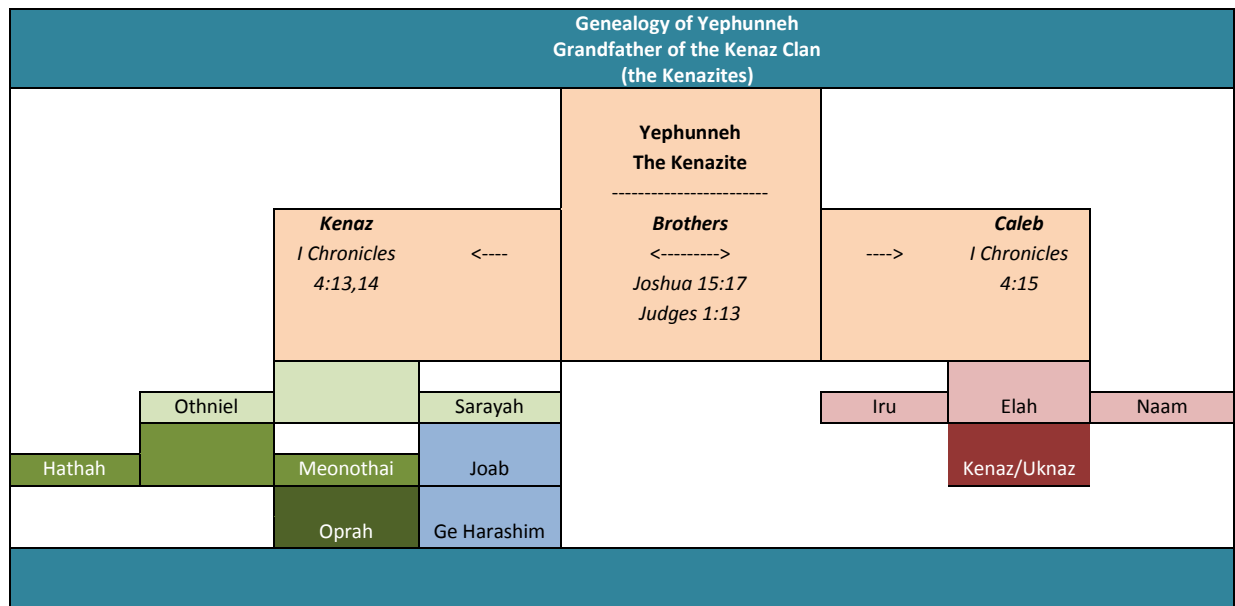 Genealogy of Yephunneh
Grandfather of the Kenaz Clan
(the Kenazites)
Yephunneh
The Kenazite
------------------------
Kenaz
I Chronicles
4:13,14
<----
Brothers
<--------->
Joshua 15:17
Judges 1:13
---->
Caleb
I Chronicles
4:15
Othniel
Sarayah
Iru
Elah
Naam
Hathah
Meonothai
Joab
Kenaz/Uknaz
Oprah
Ge Harashim